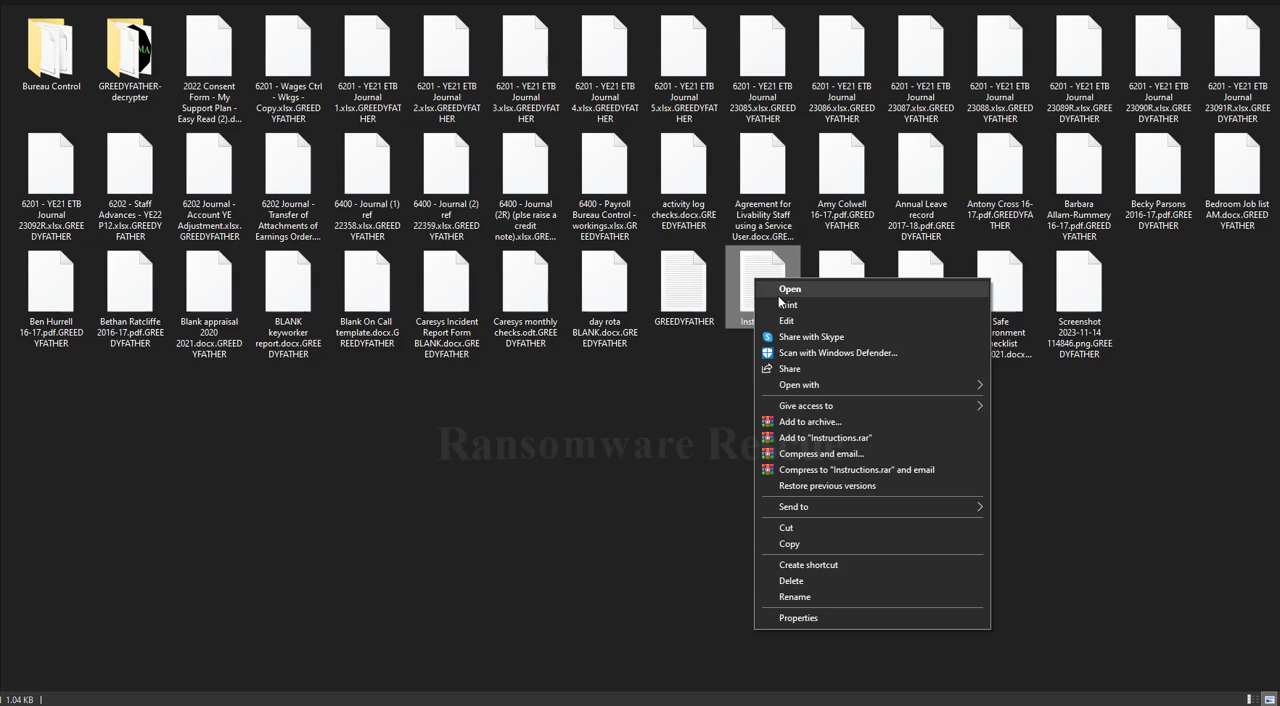 Bureau Control
GREEDYFATHER-
decrypter
2022 Consent
Form - My
Support Plan -
Easy Read (2).d...
6201 - Wages Ctrl
- Wkgs -
Copy.xlsx.GREED
YFATHER
6201 - YE21 ETB
Journal
1.xlsx.GREEDYFAT
HER
6201 - YE21 ETB
Journal
2.xlsx.GREEDYFAT
HER
6201 - YE21 ETB
Journal
3.xlsx.GREEDYFAT
HER
6201 - YE21 ETB
Journal
4.xlsx.GREEDYFAT
HER
6201 - YE21 ETB
Journal
5.xlsx.GREEDYFAT
HER
6201 - YE21 ETB
Journal
23085.xlsx.GREED
YFATHER
6201 - YE21 ETB
Journal
23086.xlsx.GREED
YFATHER
6201 - YE21 ETB
Journal
23087.xlsx.GREED
YFATHER
6201 - YE21 ETB
Journal
23089R.xlsx.GREE
DYFATHER
6201 - YE21 ETB
Journal
23090R.xlsx.GREE
DYFATHER
6201 - YE21 ETB
Journal
23091R.xlsx.GREE
DYFATHER
6201 - YE21 ETB
Journal
23092R.xlsx.GREE
DYFATHER
6202 - Staff
Advances - YE22
P12.xlsx.GREEDY
FATHER
6202 Journal -
Account YE
Adjustment.xlsx.
GREEDYFATHER
6202 Journal -
Transfer of
Attachments of
Earnings Order....
6400 - Journal (1)
ref
22358.xlsx.GREED
YFATHER
6400 - Journal (2)
ref
22359.xlsx.GREED
YFATHER
6400 - Journal
(2R) (plse raise a
credit
note).xlsx.GRE...
6400 - Payroll
Bureau Control -
workings.xlsx.GR
EEDYFATHER
activity log
checks.docx.GRE
EDYFATHER
Agreement for
Livability Staff
using a Service
User.docx.GRE...
Amy Colwell
16-17.pdf.GREED
YFATHER
Annual Leave
record
2017-18.pdf.GREE
DYFATHER
Antony Cross 16-
17.pdf.GREEDYFA
THER
Barbara
Allam-Rummery
16-17.pdf.GREED
YFATHER
Becky Parsons
2016-17.pdf.GREE
DYFATHER
Bedroom Job list
AM.docx.GREEDY
FATHER
Ben Hurrell
16-17.pdf.GREED
YFATHER
Bethan Ratcliffe
2016-17.pdf.GREE
DYFATHER
Blank appraisal
2020
2021.docx.GREED
YFATHER
BLANK
keyworker
report.docx.GREE
DYFATHER
Blank On Call
template.docx.G
REEDYFATHER
Caresys Incident
Report Form
BLANK.docx.GRE
EDYFATHER
Caresys monthly
checks.odt.GREE
DYFATHER
day rota
BLANK.docx.GRE
EDYFATHER
GREEDYFATHER
Inst
Safe
ronment
ecklist
021.docx...
Screenshot
2023-11-14
114846.png.GREE
DYFATHER
Open
Print
Edit
Share with Skype
Scan with Windows Defender...
Share
Open with
Give access to
Add to archive...
Add to "Instructions.rar"
Compress and email...
Compress to "Instructions.rar" and email
Restore previous versions
Send to
Cut
Copy
Create shortcut
Delete
Rename
Properties
Ransomware Rescue
1.04 KB